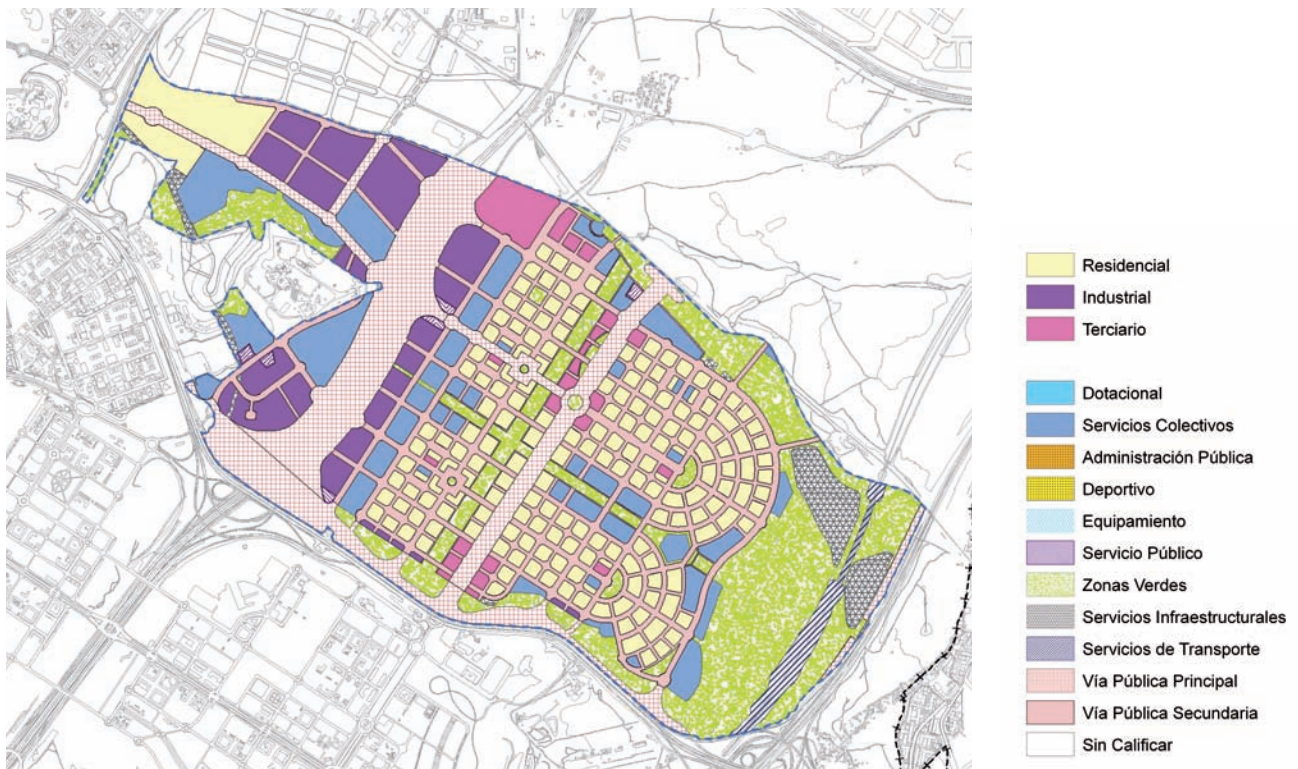 Residencial
Industrial
Terciario
Dotacional
Servicios Colectivos
Administración Pública
Deportivo
Equipamiento
Servicio Público
Zonas Verdes
Servicios Infraestructurales
Servicios de Transporte
Vía Pública Principal
Vía Pública Secundaria
Sin Calificar